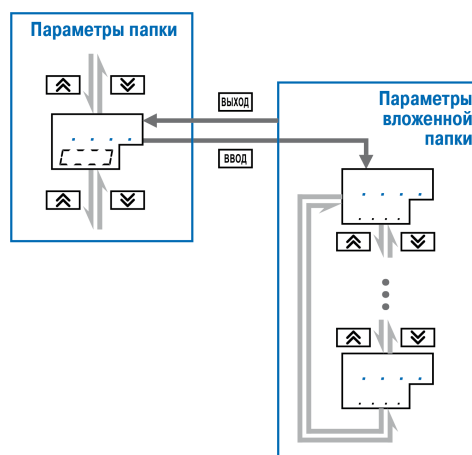 Параметры папки
ВЫХОД
ВВОД
Параметры
вложенной
папки